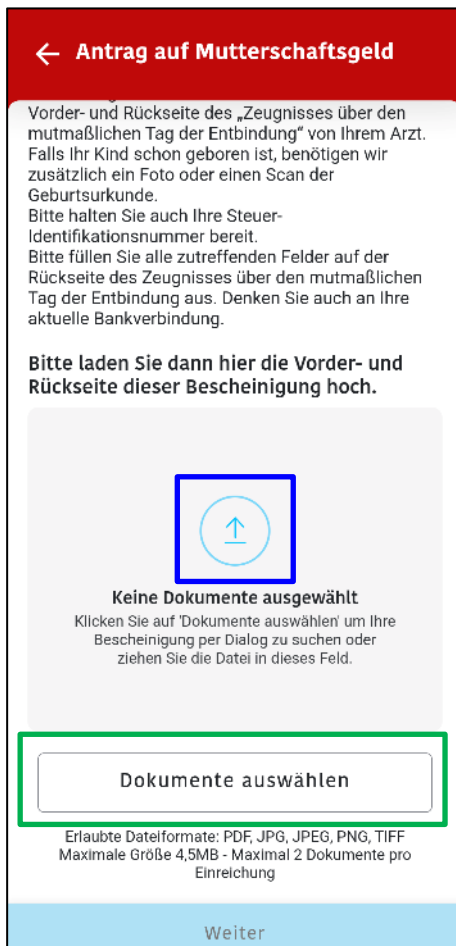 Antrag auf Mutterschaftsgeld
Vorder- und Rückseite des „Zeugnisses über den
mutmaßlichen Tag der Entbindung“ von Ihrem Arzt.
Falls Ihr Kind schon geboren ist, benötigen wir
zusätzlich ein Foto oder einen Scan der
Geburtsurkunde.
Bitte halten Sie auch Ihre Steuer-
Identifikationsnummer bereit.
Bitte füllen Sie alle zutreffenden Felder auf der
Rückseite des Zeugnisses über den mutmaßlichen
Tag der Entbindung aus. Denken Sie auch an Ihre
aktuelle Bankverbindung.
Bitte laden Sie dann hier die Vorder- und
Rückseite dieser Bescheinigung hoch.
Keine Dokumente ausgewählt
Klicken Sie auf 'Dokumente auswählen' um Ihre
Bescheinigung per Dialog zu suchen oder
ziehen Sie die Datei in dieses Feld.
Dokumente auswählen
Erlaubte Dateiformate: PDF, JPG, JPEG, PNG, TIFF
Maximale Größe 4,5MB - Maximal 2 Dokumente pro
Einreichung
Weiter